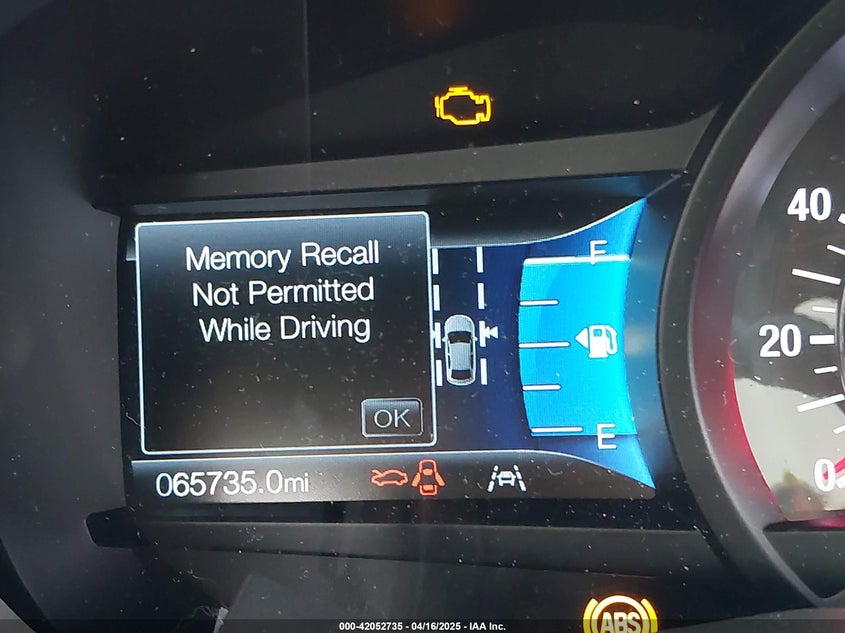 Memory Recall
Not Permitted
While Driving
OK
F
E
065735.0mi
40
20
0
ABS
000-42052735 - 04/16/2025 - IAA Inc.